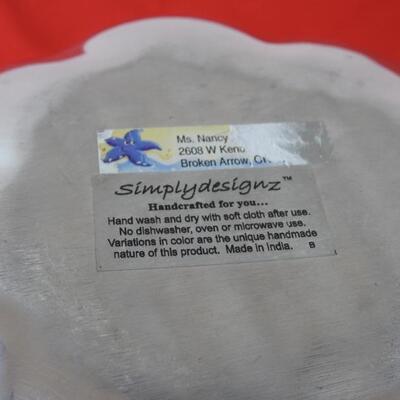 Ms. Nancy
2608 W
Broken Arrow,
Simplydesignz™
Handcrafted for you...
Hand wash and dry with soft cloth after use.
No dishwasher, oven or microwave use.
Variations in color are the unique handmade
nature of this product. Made in India. B